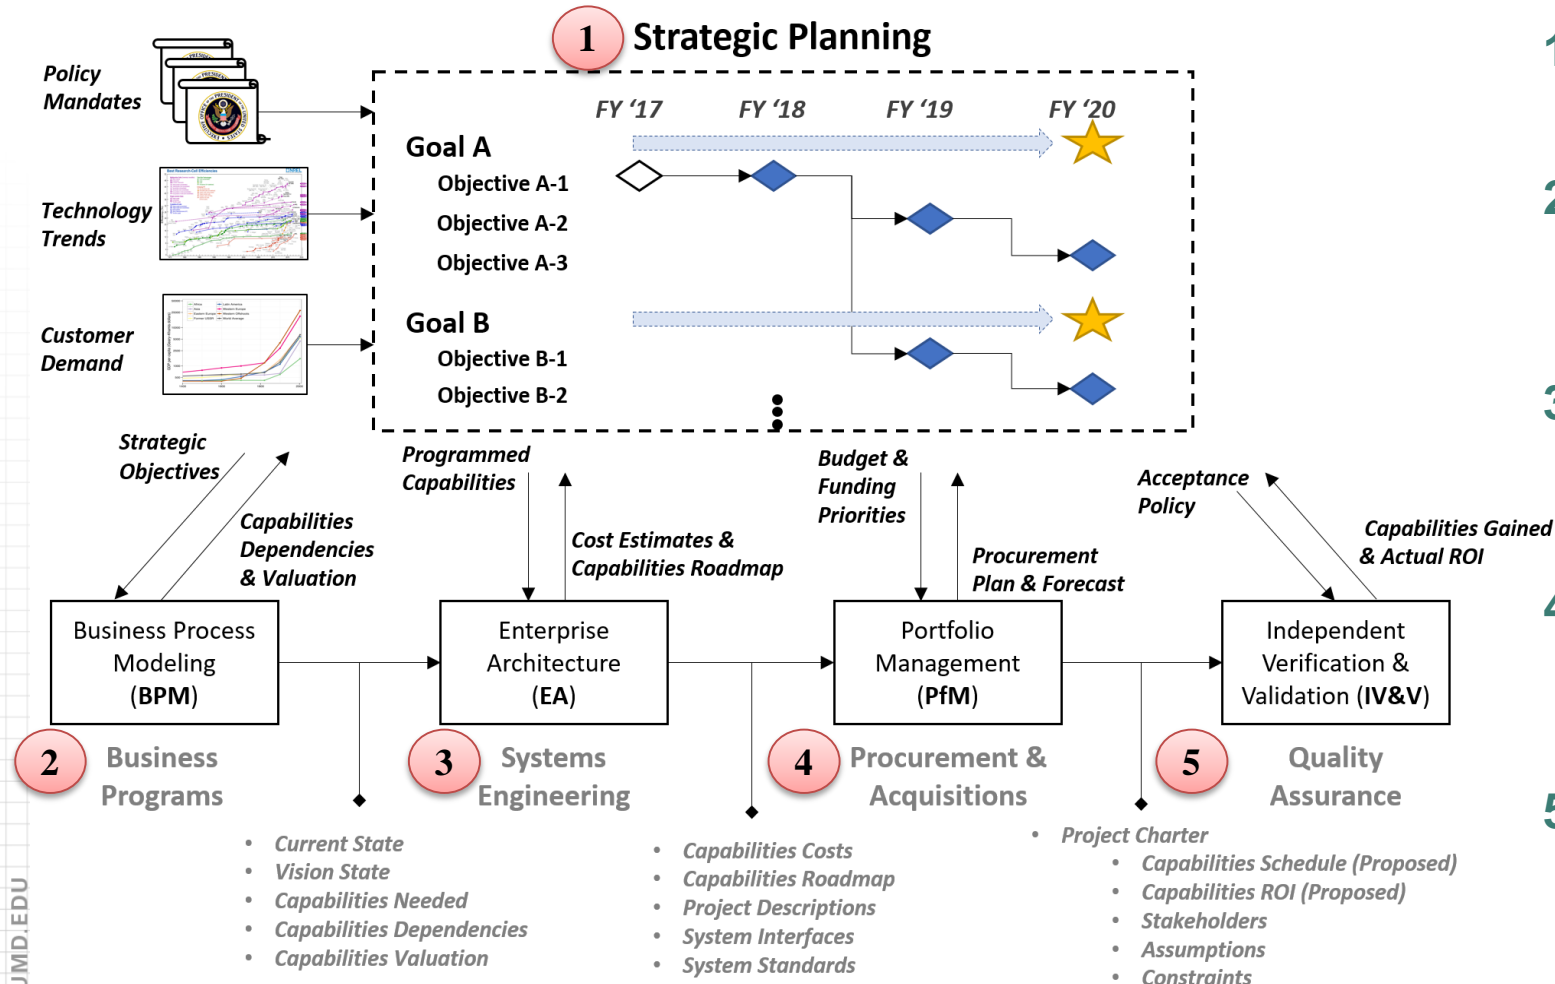 1 Strategic Planning
Policy
Mandates
Technology
Trends
Customer
Demand
FY ‘17 FY ‘18 FY ‘19 FY ‘20
Goal A
Objective A-1
Objective A-2
Objective A-3
Goal B
Objective B-1
Objective B-2
Strategic
Objectives
Capabilities
Dependencies
& Valuation
Programmed
Capabilities
Cost Estimates &
Capabilities Roadmap
Budget &
Funding
Priorities
Procurement
Plan & Forecast
Acceptance
Policy
Capabilities Gained
& Actual ROI
Business Process
Modeling
(BPM)
Enterprise
Architecture
(EA)
Portfolio
Management
(PfM)
Independent
Verification &
Validation (IV&V)
2 Business
Programs
3 Systems
Engineering
4 Procurement &
Acquisitions
5 Quality
Assurance
• Current State
• Vision State
• Capabilities Needed
• Capabilities Dependencies
• Capabilities Valuation
• Capabilities Costs
• Capabilities Roadmap
• Project Descriptions
• System Interfaces
• System Standards
• Project Charter
• Capabilities Schedule (Proposed)
• Capabilities ROI (Proposed)
• Stakeholders
• Assumptions
• Constraints
UMD.EDU
1
2
3
4
5